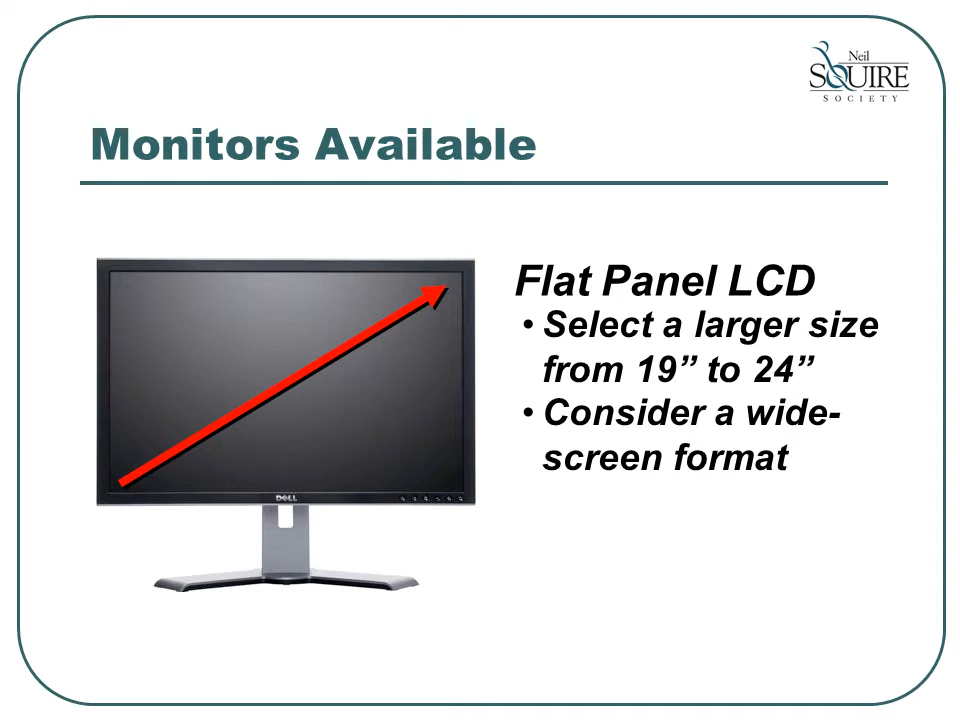 Neil
SQUIRE
SOCIETY
Monitors Available
Flat Panel LCD
• Select a larger size
from 19” to 24”
• Consider a wide-
screen format
DELL